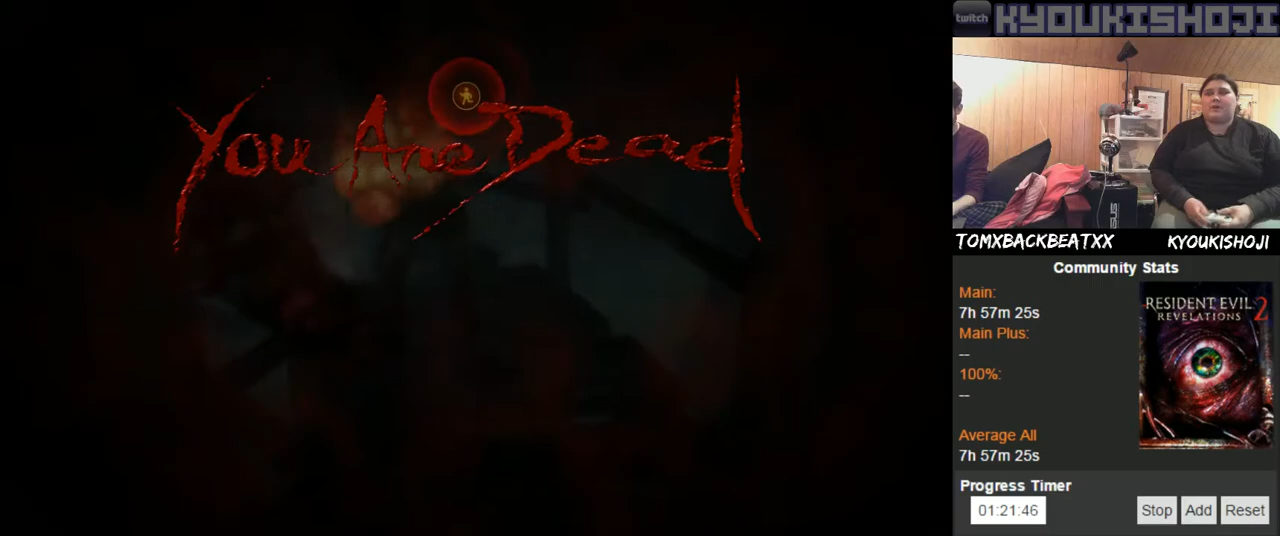 twitch KYOUKISHOJI
You Are Dead
TOMXBACKBEATXX KYOUKISHOJI
Community Stats
Main:
7h 57m 25s
Main Plus:
--
100%:
--
Average All
7h 57m 25s
RESIDENT EVIL
REVELATIONS 2
Progress Timer
01:21:46 Stop Add Reset
ASUS